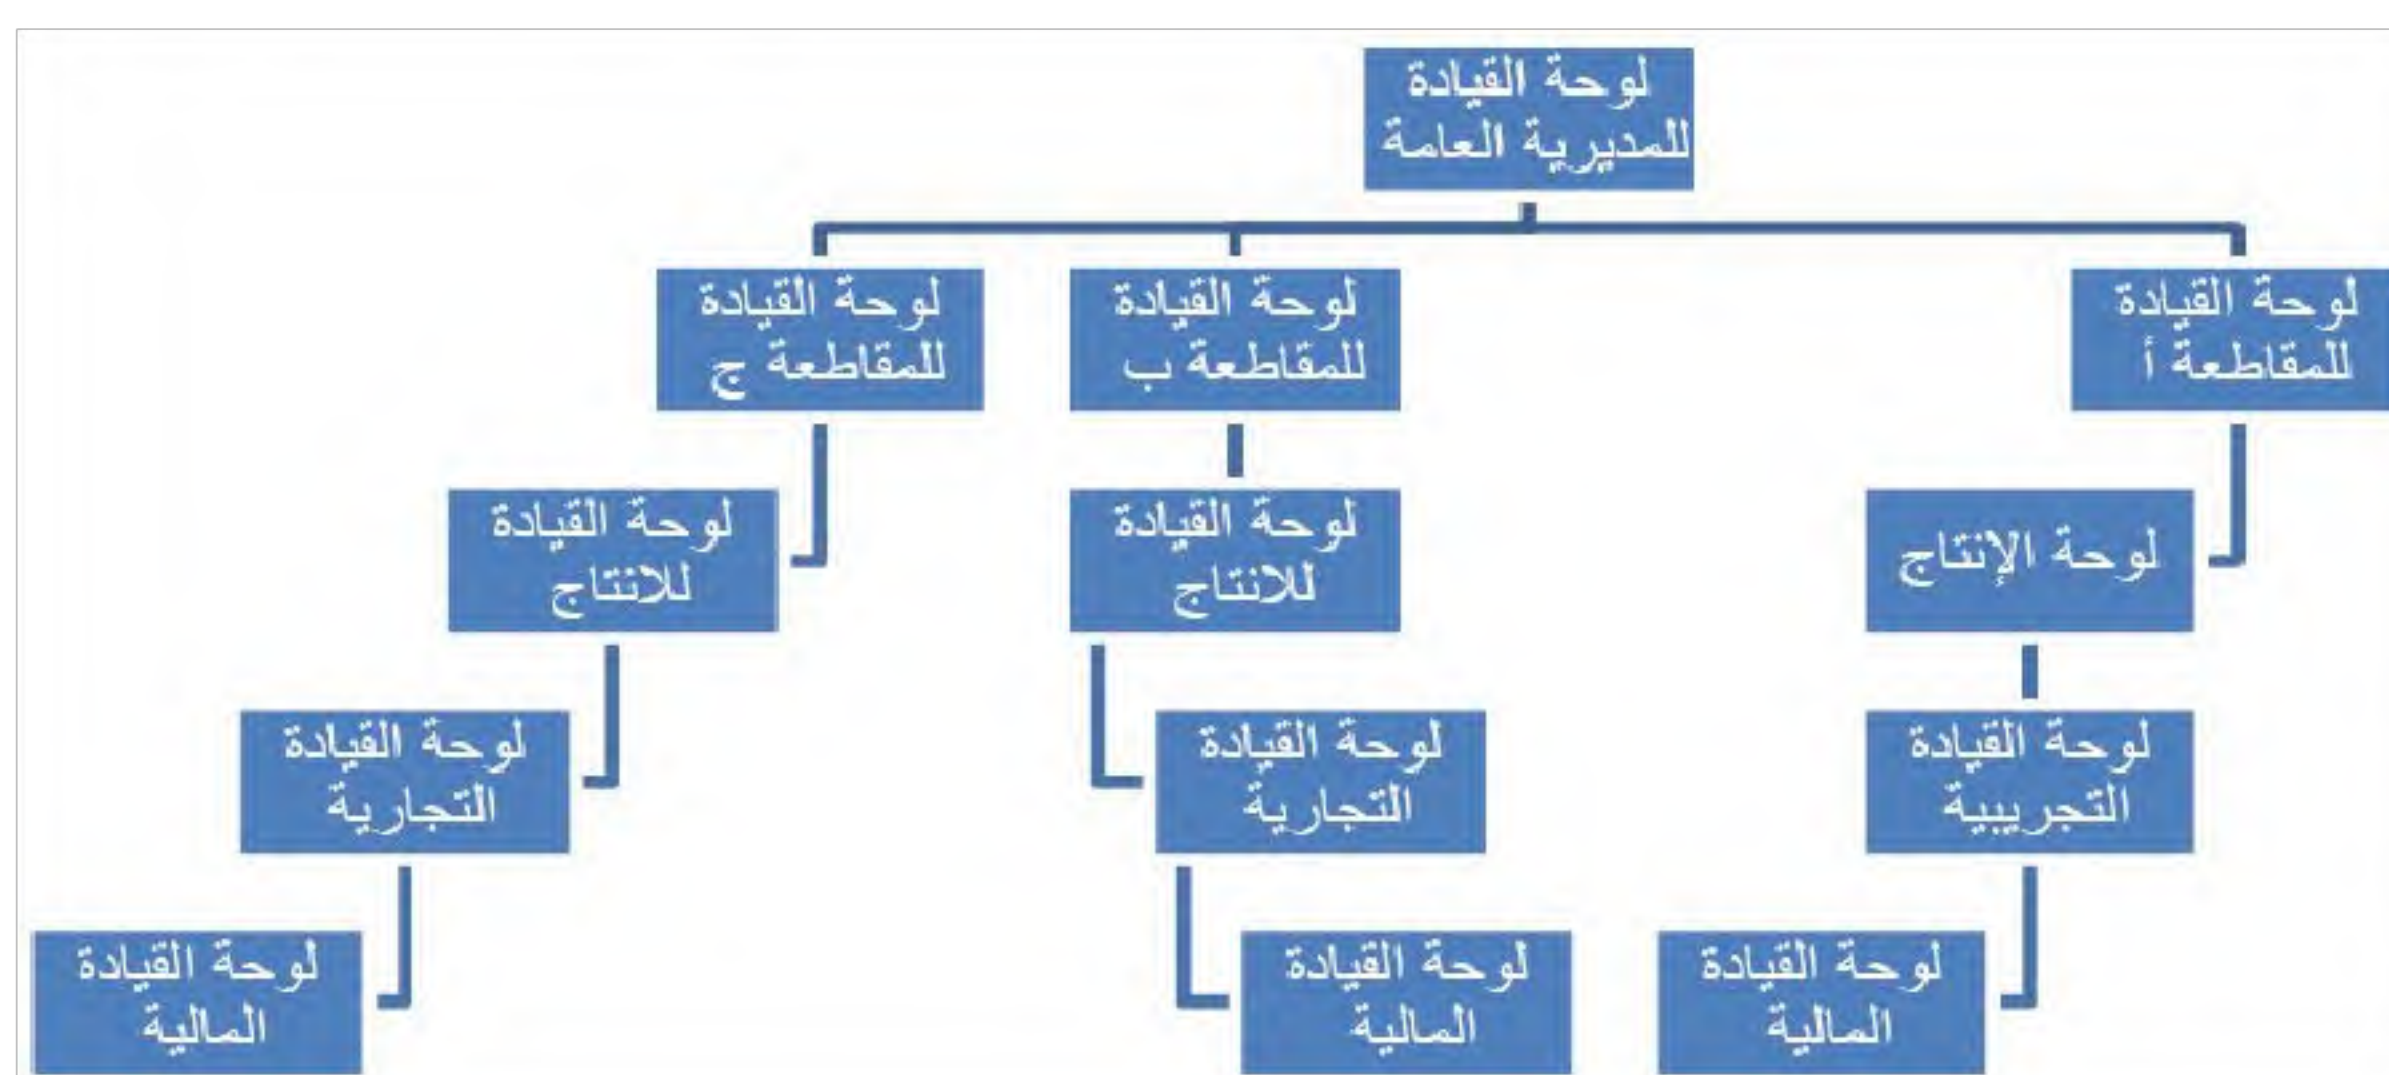 لوحة القيادة
للمديرية العامة
لوحة القيادة
للمقاطعة أ
لوحة القيادة
للمقاطعة ب
لوحة القيادة
للمقاطعة ج
لوحة الإنتاج
لوحة القيادة
للانتاج
لوحة القيادة
للانتاج
لوحة القيادة
التجريبية
لوحة القيادة
التجارية
لوحة القيادة
التجارية
لوحة القيادة
المالية
لوحة القيادة
المالية
لوحة القيادة
المالية